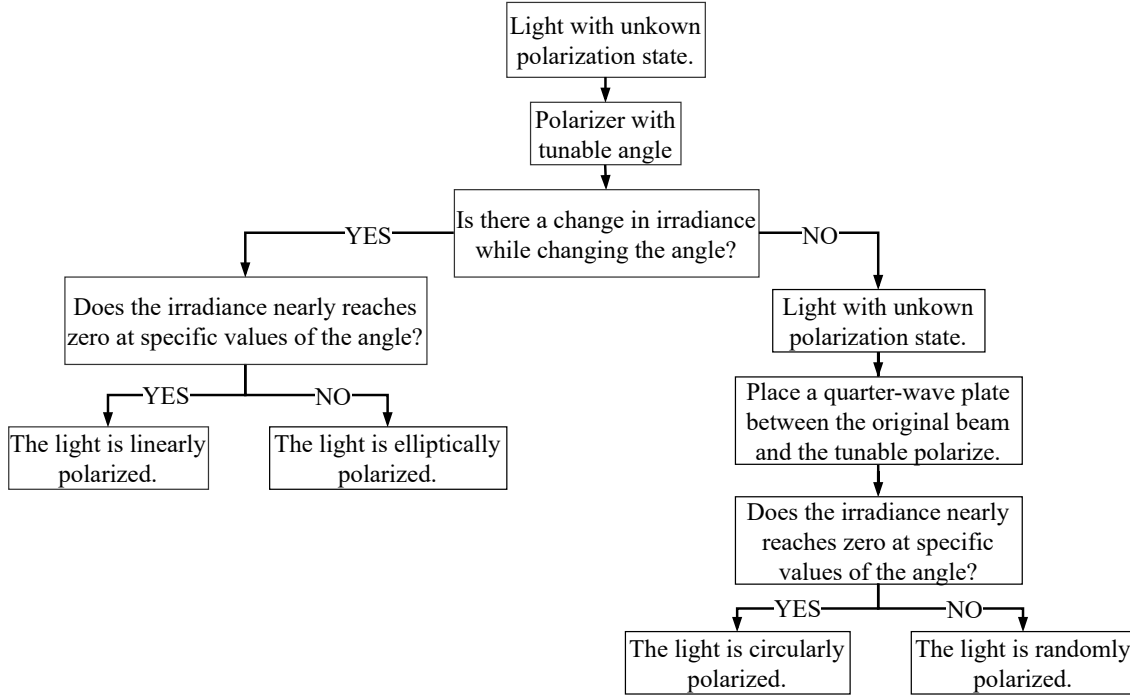 Light with unkown
polarization state.
Polarizer with
tunable angle
Is there a change in irradiance
while changing the angle?
YES
NO
Does the irradiance nearly reaches
zero at specific values of the angle?
YES
NO
The light is linearly
polarized.
The light is elliptically
polarized.
Light with unkown
polarization state.
Place a quarter-wave plate
between the original beam
and the tunable polarize.
Does the irradiance nearly
reaches zero at specific
values of the angle?
YES
NO
The light is circularly
polarized.
The light is randomly
polarized.